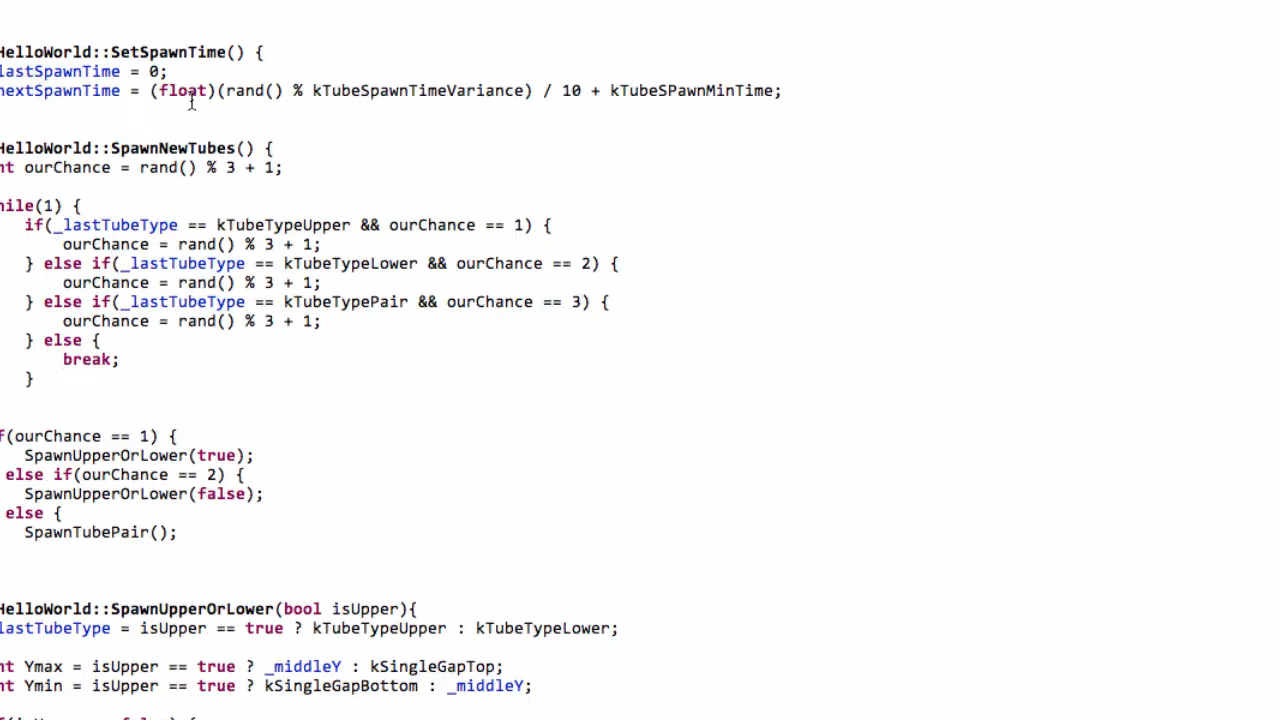 HelloWorld::SetSpawnTime() {
lastSpawnTime = 0;
nextSpawnTime = (float)(rand() % kTubeSpawnTimeVariance) / 10 + kTubeSPawnMinTime;
HelloWorld::SpawnNewTubes() {
nt ourChance = rand() % 3 + 1;
hile(1) {
if(_lastTubeType == kTubeTypeUpper && ourChance == 1) {
ourChance = rand() % 3 + 1;
} else if(_lastTubeType == kTubeTypeLower && ourChance == 2) {
ourChance = rand() % 3 + 1;
} else if(_lastTubeType == kTubeTypePair && ourChance == 3) {
ourChance = rand() % 3 + 1;
} else {
break;
}
f(ourChance == 1) {
SpawnUpperOrLower(true);
else if(ourChance == 2) {
SpawnUpperOrLower(false);
else {
SpawnTubePair();
HelloWorld::SpawnUpperOrLower(bool isUpper){
lastTubeType = isUpper == true ? kTubeTypeUpper : kTubeTypeLower;
nt Ymax = isUpper == true ? _middleY : kSingleGapTop;
nt Ymin = isUpper == true ? kSingleGapBottom : _middleY;